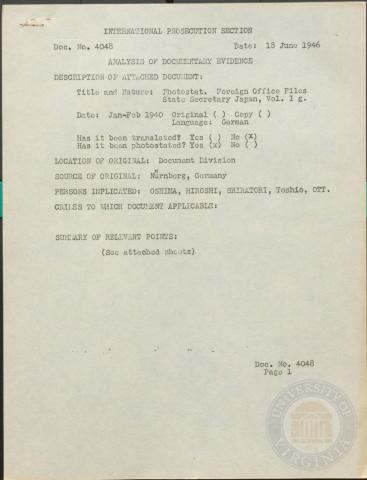 INTERNATIONAL PROSECUTION SECTION
Doc. No. 4048 Date: 18 June 1946
ANALYSIS OF DOCUMENTARY EVIDENCE
DESCRIPTION OF ATTACHED DOCUMENT:
Title and Nature: Photostat. Foreign Office Files
State Secretary Japan, Vol. I g.
Date: Jan-Feb 1940 Original ( ) Copy ( )
Language: German
Has it been translated? Yes ( ) No (x)
Has it been photostated? Yes (x) No ( )
LOCATION OF ORIGINAL: Document Division
SOURCE OF ORIGINAL: Nürnberg, Germany
PERSONS IMPLICATED: OSHIMA, HIROSHI, SHIRATORI, Toshio, OTT.
CRIMES TO WHICH DOCUMENT APPLICABLE:
SUMMARY OF RELEVANT POINTS:
(See attached sheets)
Doc. No. 4048
Page 1
UNIVERSITY OF VIRGINIA